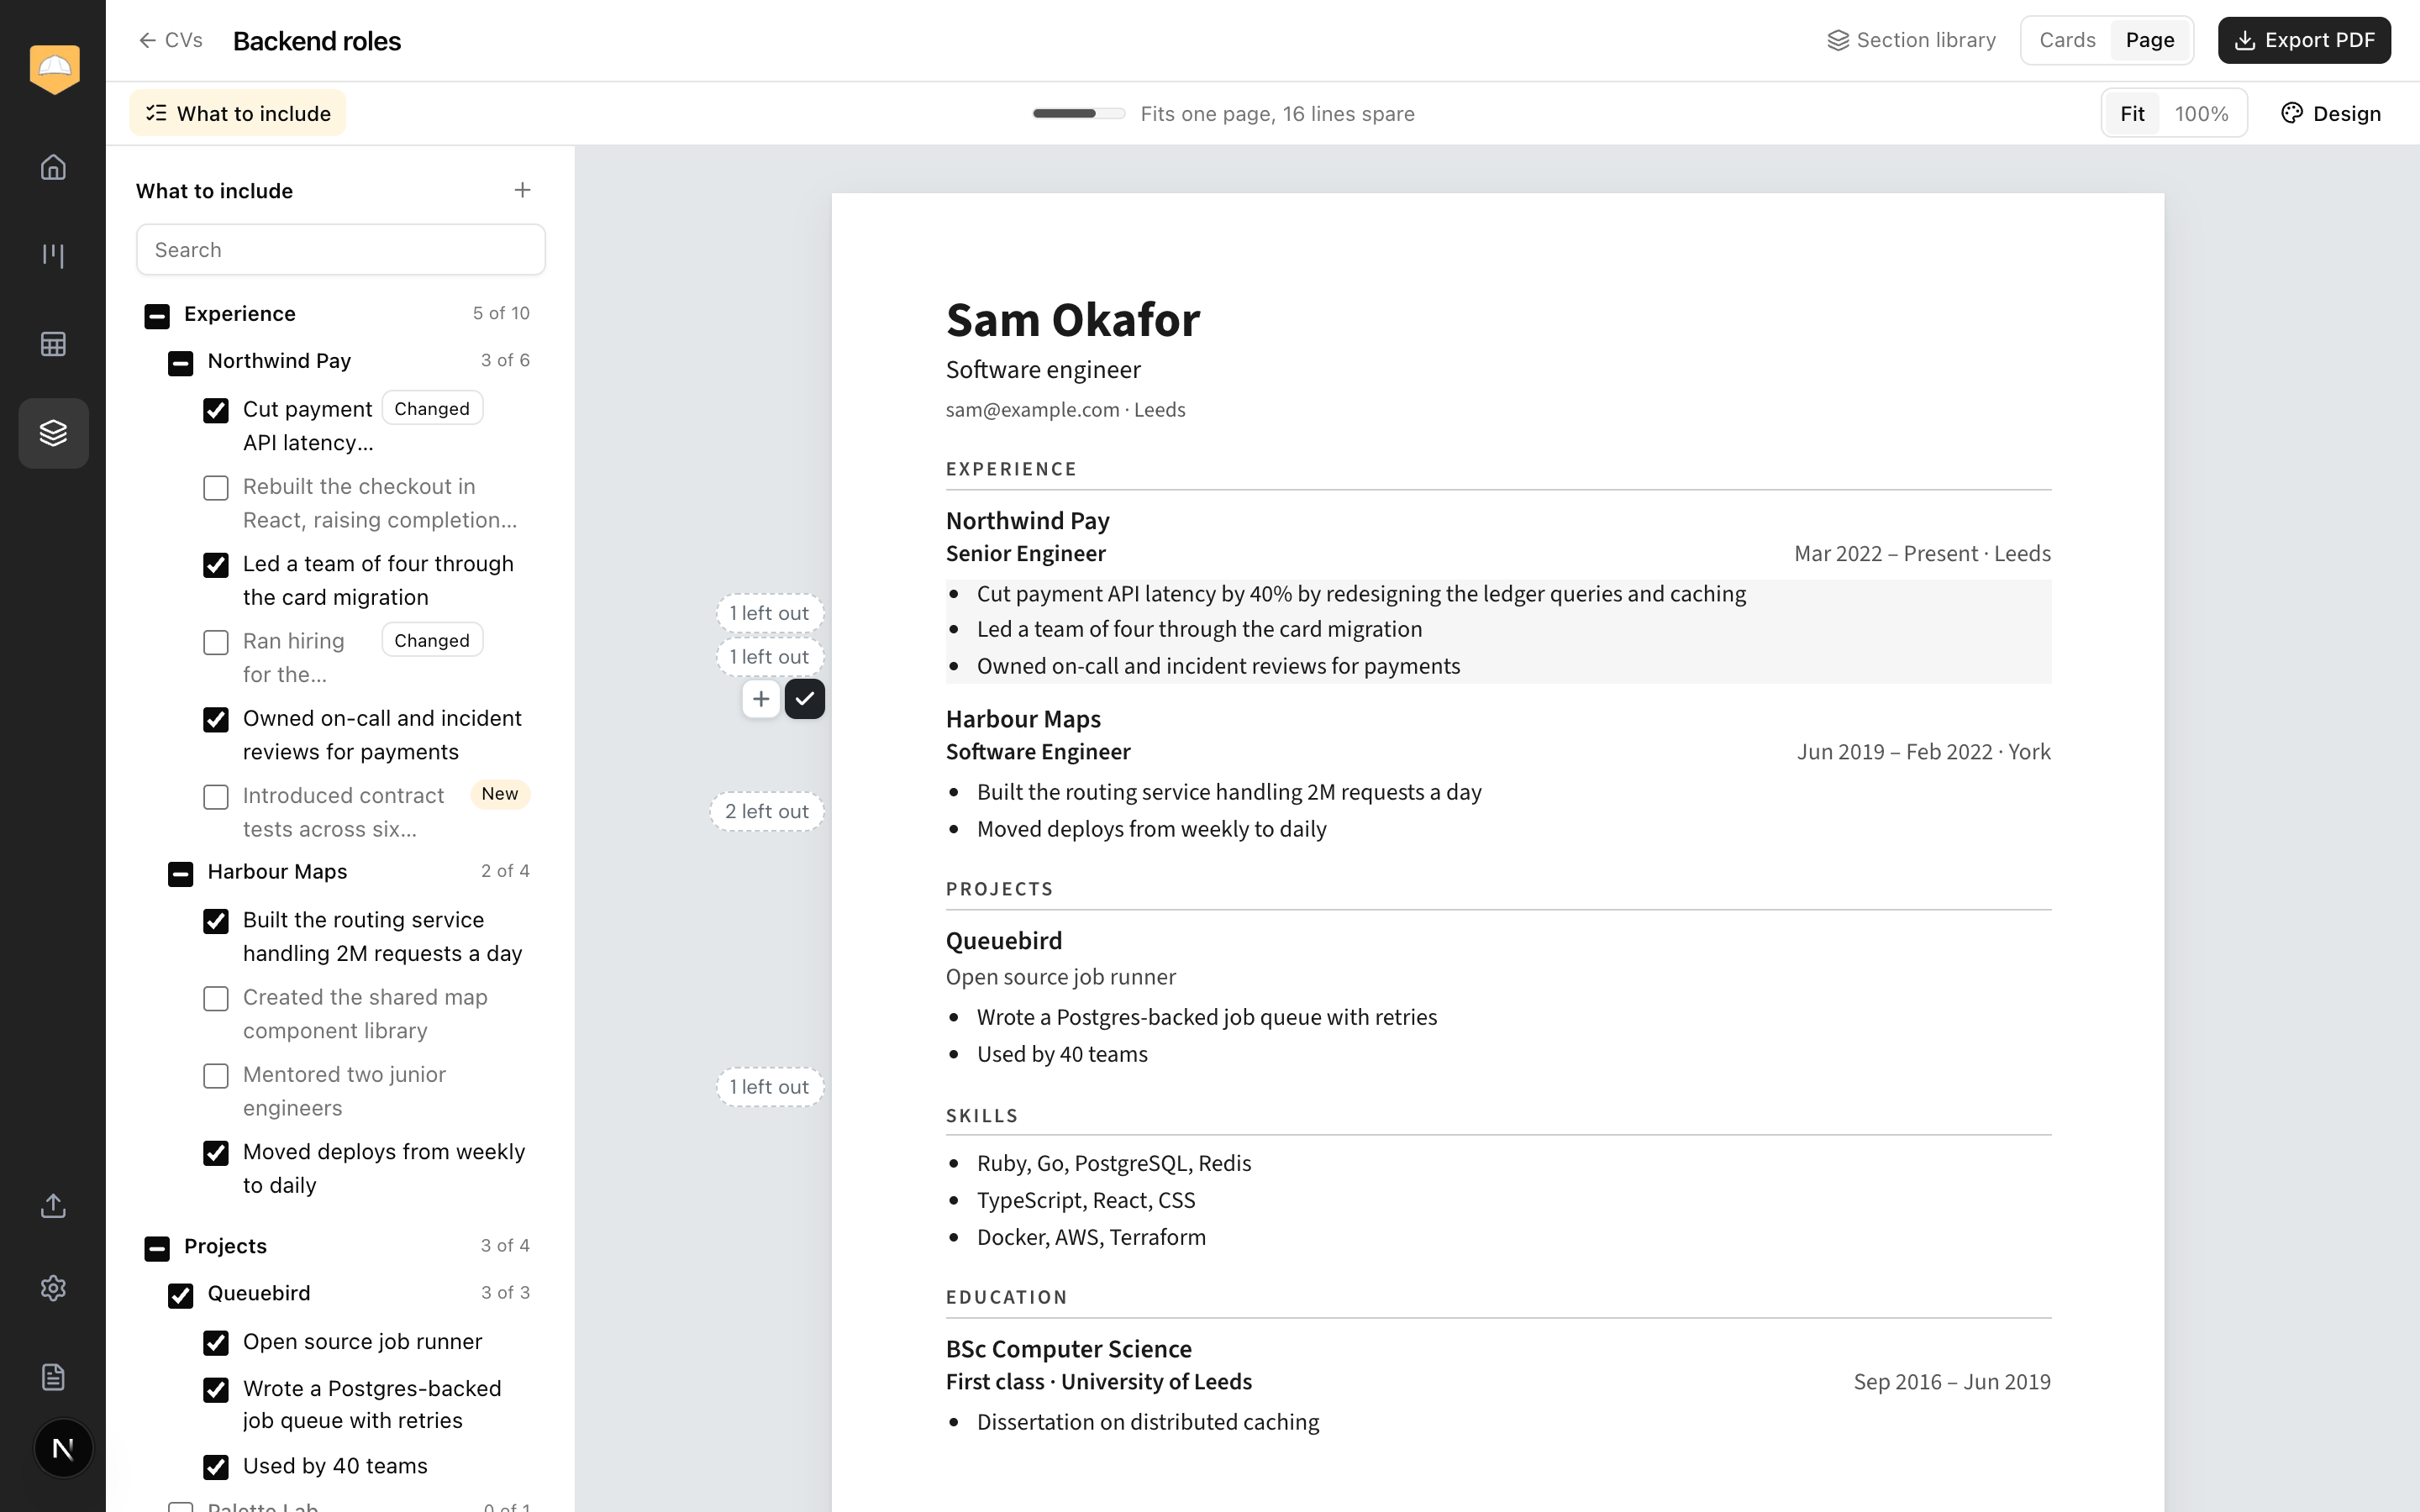 CVs
Backend roles
Section library
Cards
Page
Export PDF
What to include
Fits one page, 16 lines spare
Fit
100%
Design
What to include
Search
Experience
5 of 10
Northwind Pay
3 of 6
Cut payment
API latency...
Changed
Rebuilt the checkout in
React, raising completion...
Led a team of four through
the card migration
Ran hiring
for the...
Changed
Owned on-call and incident
reviews for payments
Introduced contract
tests across six...
New
Harbour Maps
2 of 4
Built the routing service
handling 2M requests a day
Created the shared map
component library
Mentored two junior
engineers
Moved deploys from weekly
to daily
Projects
3 of 4
Queuebird
3 of 3
Open source job runner
Wrote a Postgres-backed
job queue with retries
Used by 40 teams
Palette Lab
0 of 1
N
1 left out
1 left out
2 left out
1 left out
Sam Okafor
Software engineer
sam@example.com · Leeds
EXPERIENCE
Northwind Pay
Senior Engineer
Mar 2022 – Present · Leeds
• Cut payment API latency by 40% by redesigning the ledger queries and caching
• Led a team of four through the card migration
• Owned on-call and incident reviews for payments
Harbour Maps
Software Engineer
Jun 2019 – Feb 2022 · York
• Built the routing service handling 2M requests a day
• Moved deploys from weekly to daily
PROJECTS
Queuebird
Open source job runner
• Wrote a Postgres-backed job queue with retries
• Used by 40 teams
SKILLS
• Ruby, Go, PostgreSQL, Redis
• TypeScript, React, CSS
• Docker, AWS, Terraform
EDUCATION
BSc Computer Science
First class · University of Leeds
Sep 2016 – Jun 2019
• Dissertation on distributed caching